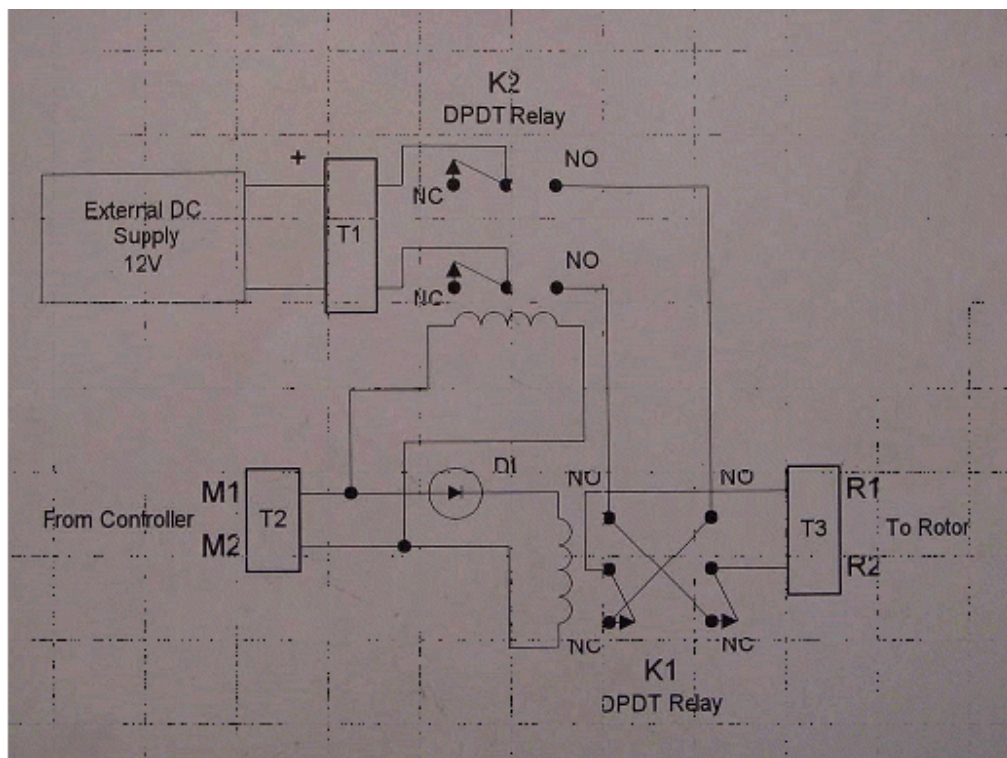 K2
DPDT Relay
+
NO
NC
External DC
Supply
12V
T1
NO
NC
D1
NO
NO
M1
R1
From Controller
T2
T3
To Rotor
M2
R2
NC
NC
K1
DPDT Relay